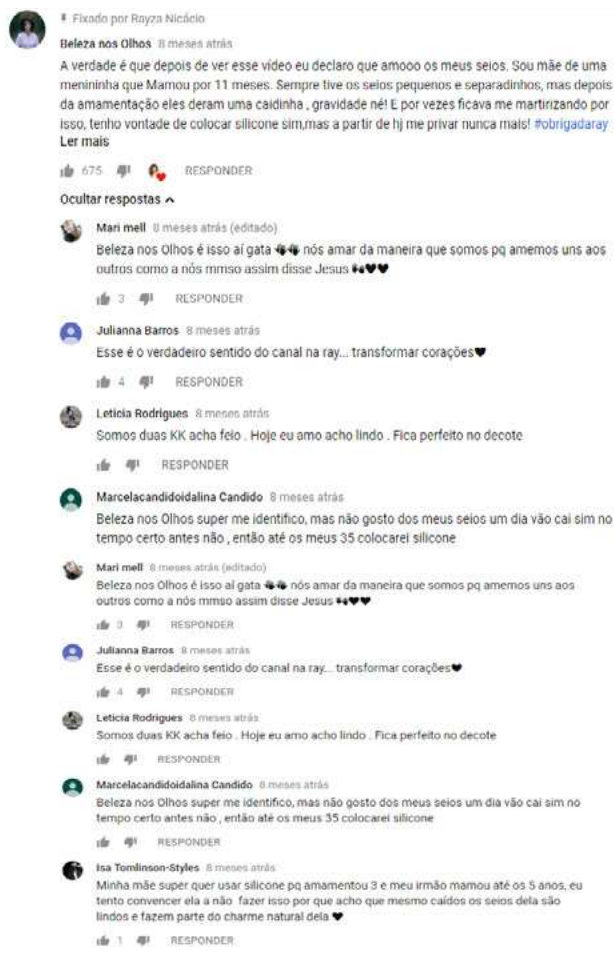 Fixado por Rayza Nicácio
Beleza nos Olhos 8 meses atrás
A verdade é que depois de ver esse vídeo eu declaro que amooo os meus seios. Sou mãe de uma
menininha que Mamou por 11 meses. Sempre tive os seios pequenos e separadinhos, mas depois
da amamentação eles deram uma caidinha , gravidade né! E por vezes ficava me martirizando por
isso, tenho vontade de colocar silicone sim,mas a partir de hj me privar nunca mais! #obrigadaray
Ler mais
675 RESPONDER
Ocultar respostas
Mari mell 8 meses atrás (editado)
Beleza nos Olhos é isso aí gata 👏👏 nós amar da maneira que somos pq amemos uns aos
outros como a nós mmso assim disse Jesus 🙌♥♥
3 RESPONDER
Julianna Barros 8 meses atrás
Esse é o verdadeiro sentido do canal na ray... transformar corações♥
4 RESPONDER
Leticia Rodrigues 8 meses atrás
Somos duas KK acha feio . Hoje eu amo acho lindo . Fica perfeito no decote
RESPONDER
Marcelacandidoidalina Candido 8 meses atrás
Beleza nos Olhos super me identifico, mas não gosto dos meus seios um dia vão cai sim no
tempo certo antes não , então até os meus 35 colocarei silicone
Mari mell 8 meses atrás (editado)
Beleza nos Olhos é isso aí gata 👏👏 nós amar da maneira que somos pq amemos uns aos
outros como a nós mmso assim disse Jesus 🙌♥♥
3 RESPONDER
Julianna Barros 8 meses atrás
Esse é o verdadeiro sentido do canal na ray... transformar corações♥
4 RESPONDER
Leticia Rodrigues 8 meses atrás
Somos duas KK acha feio . Hoje eu amo acho lindo . Fica perfeito no decote
RESPONDER
Marcelacandidoidalina Candido 8 meses atrás
Beleza nos Olhos super me identifico, mas não gosto dos meus seios um dia vão cai sim no
tempo certo antes não , então até os meus 35 colocarei silicone
RESPONDER
Isa Tomlinson-Styles 8 meses atrás
Minha mãe super quer usar silicone pq amamentou 3 e meu irmão mamou até os 5 anos, eu
tento convencer ela a não fazer isso por que acho que mesmo caídos os seios dela são
lindos e fazem parte do charme natural dela ♥
1 RESPONDER